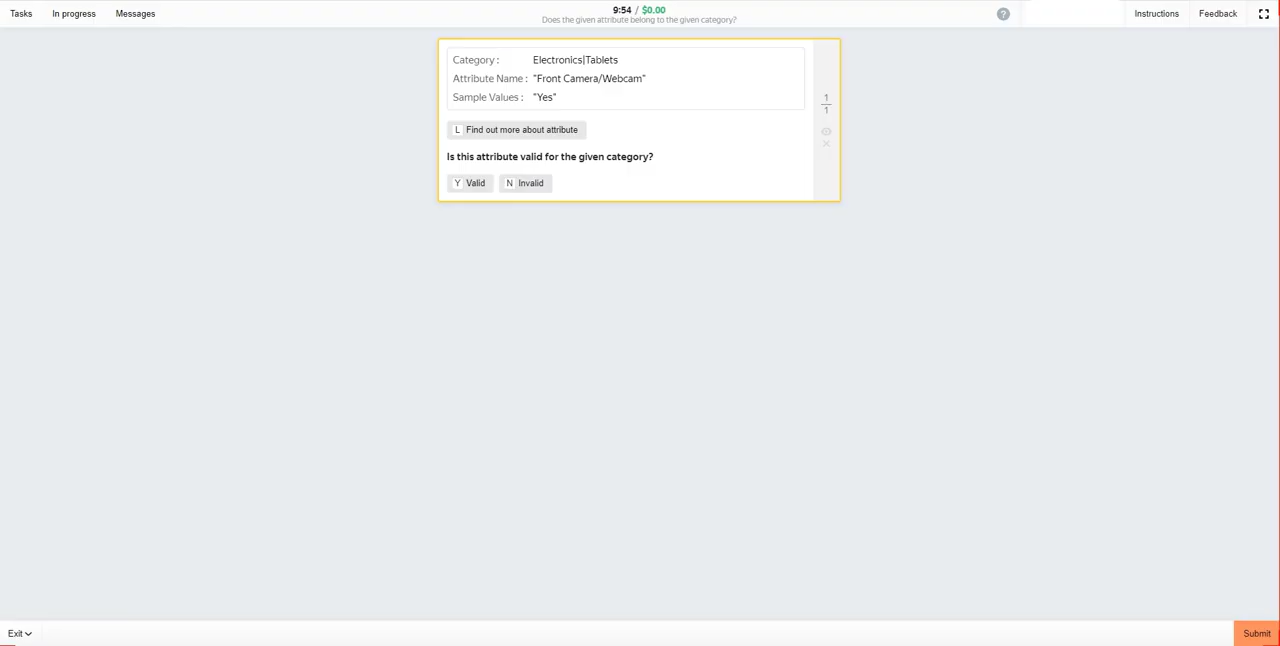 Tasks In progress Messages 9:54 / $0.00 ? Instructions Feedback
Does the given attribute belong to the given category?
Category : Electronics|Tablets
Attribute Name : "Front Camera/Webcam"
Sample Values : "Yes"
1
1
L Find out more about attribute
Is this attribute valid for the given category?
Y Valid N Invalid
Exit Submit